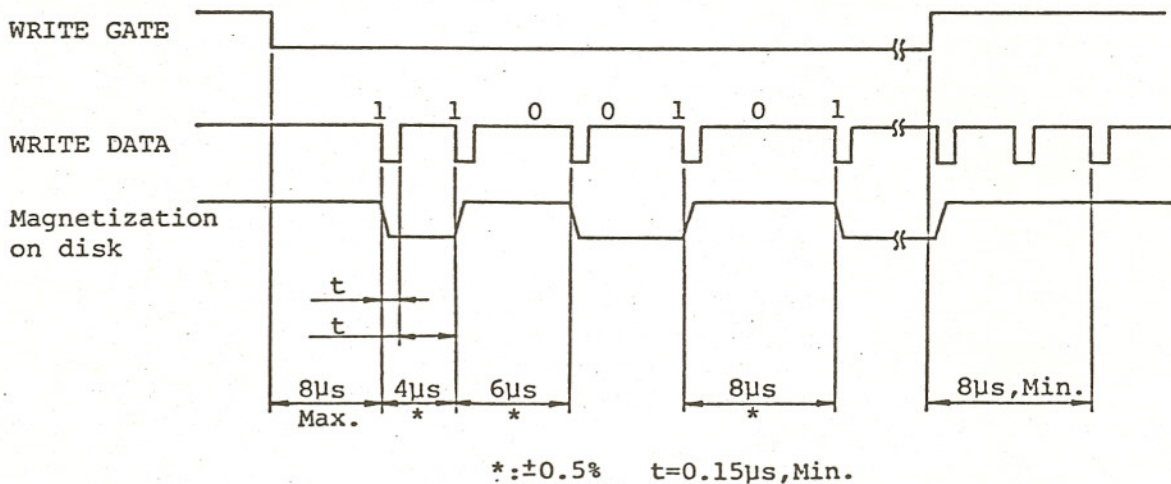 WRITE GATE
1 1 0 0 1 0 1
WRITE DATA
Magnetization
on disk
t
t
8µs 4µs 6µs 8µs 8µs,Min.
Max. * * *
*:±0.5% t=0.15µs,Min.